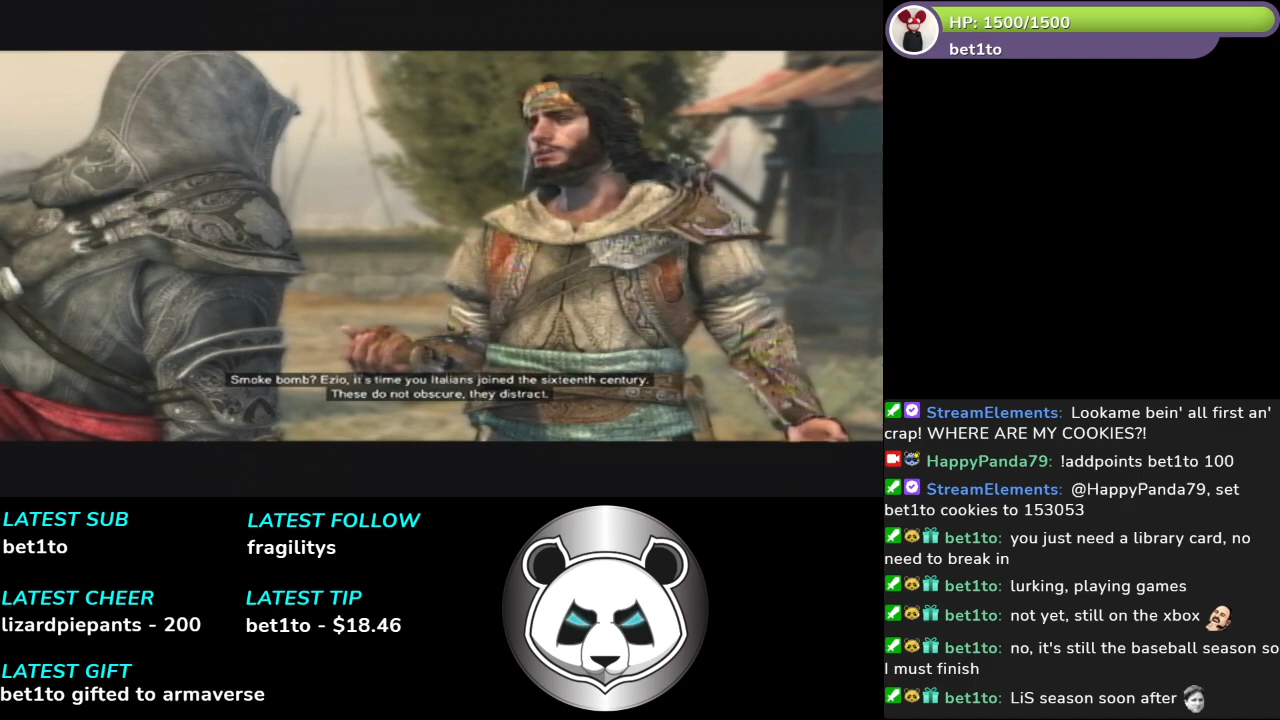 HP: 1500/1500
bet1to
Smoke bomb? Ezio, it's time you Italians joined the sixteenth century.
These do not obscure, they distract.
LATEST SUB
bet1to
LATEST FOLLOW
fragilitys
LATEST CHEER
lizardpiepants - 200
LATEST TIP
bet1to - $18.46
LATEST GIFT
bet1to gifted to armaverse
StreamElements: Lookame bein' all first an'
crap! WHERE ARE MY COOKIES?!
HappyPanda79: !addpoints bet1to 100
StreamElements: @HappyPanda79, set
bet1to cookies to 153053
bet1to: you just need a library card, no
need to break in
bet1to: lurking, playing games
bet1to: not yet, still on the xbox
bet1to: no, it's still the baseball season so
I must finish
bet1to: LiS season soon after